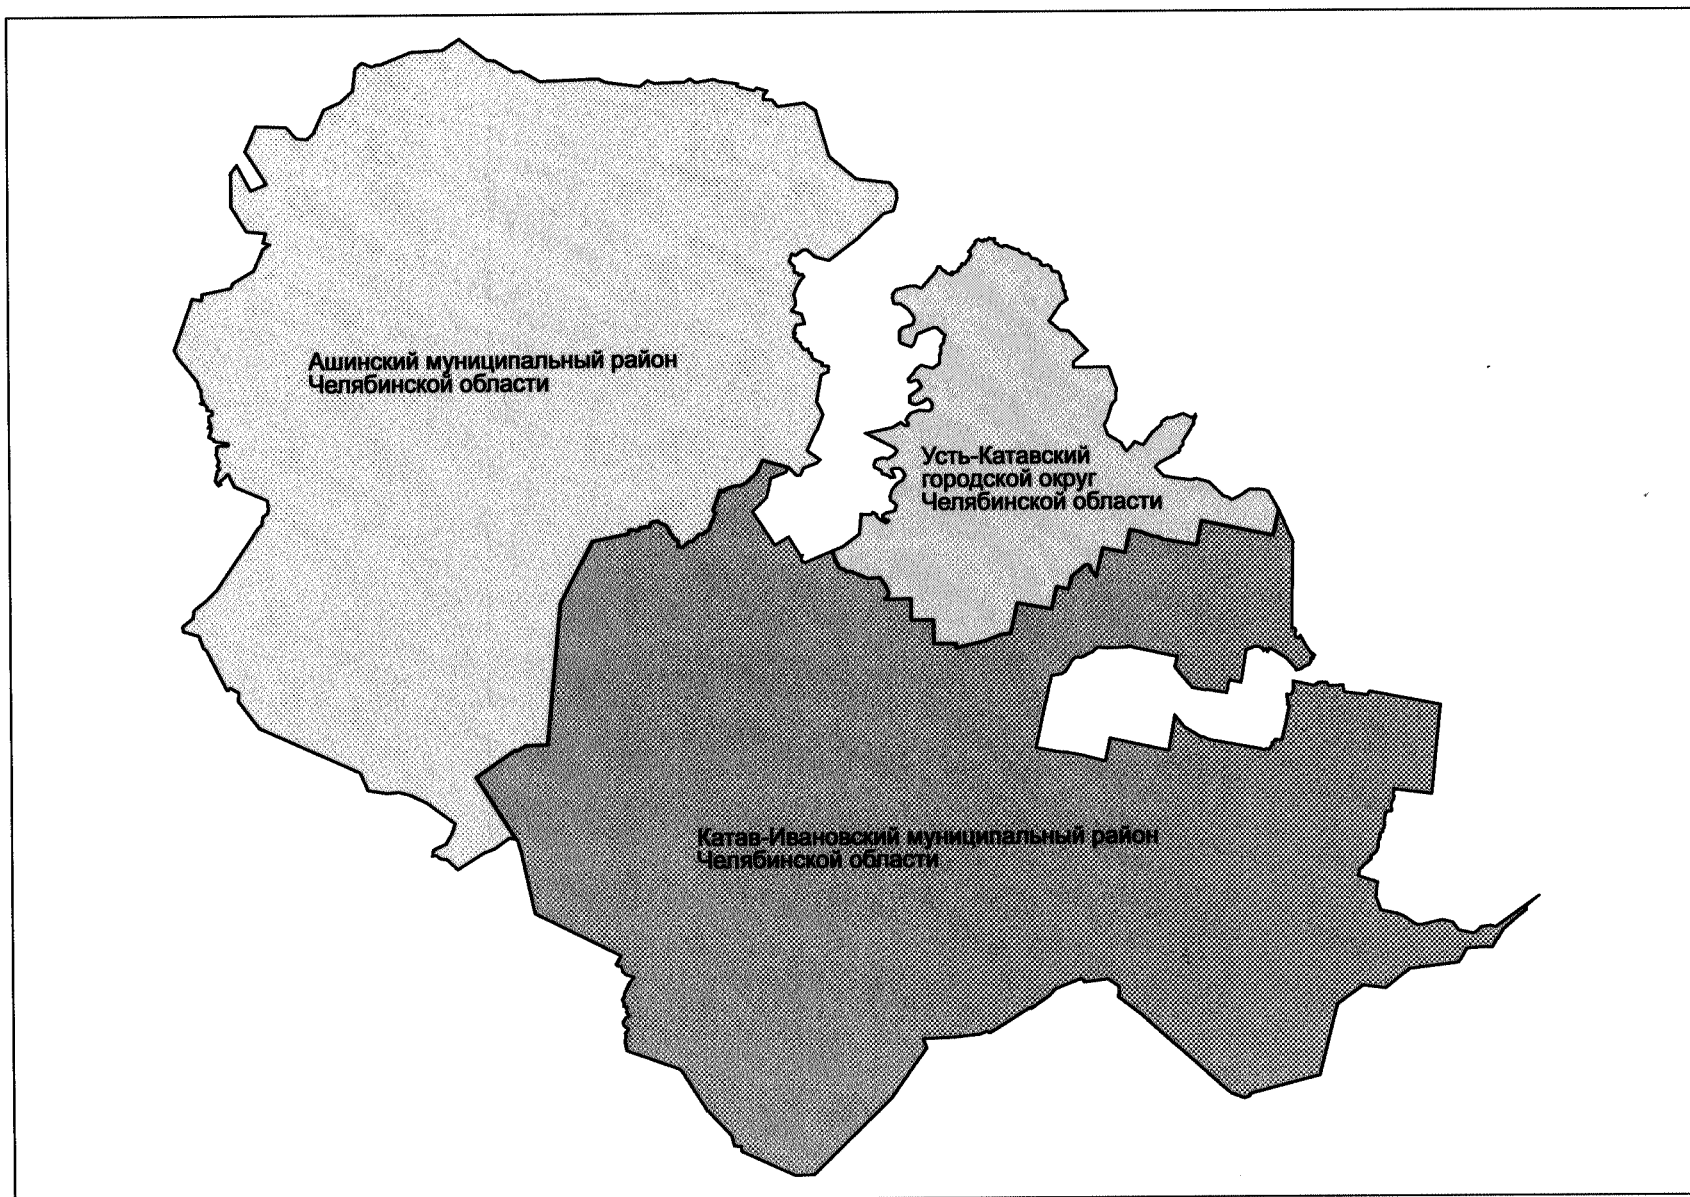 Ашинский муниципальный район
Челябинской области
Усть-Катавский
городской округ
Челябинской области
Катав-Ивановский муниципальный район
Челябинской области